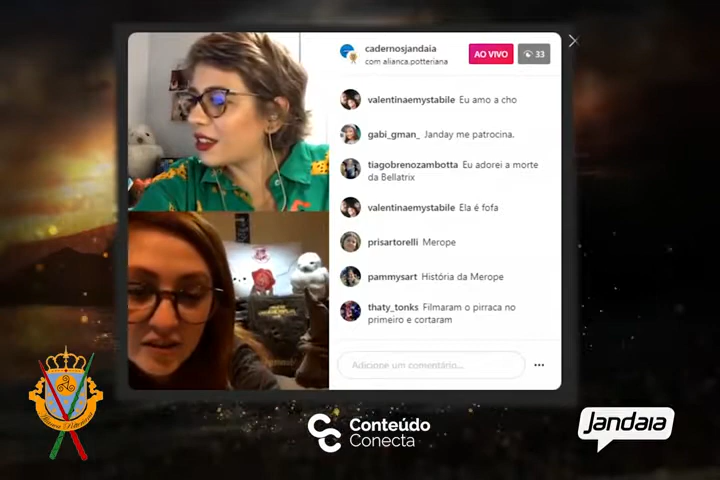 cadernosjandaia
com alianca.potteriana
AO VIVO
33
valentinaemystabile Eu amo a cho
gabi_gman_ Janday me patrocina.
tiagobrenozambotta Eu adorei a morte
da Bellatrix
valentinaemystabile Ela é fofa
prisartorelli Merope
pammysart História da Merope
thaty_tonks Filmaram o pirraca no
primeiro e cortaram
Adicione um comentário...
Conteúdo
Conecta
Jandaia